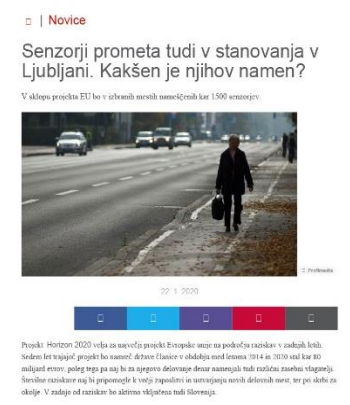 | Novice
Senzorji prometa tudi v stanovanja v
Ljubljani. Kakšen je njihov namen?
V sklopu projekta EU bo v izbranih mestih nameščenih kar 1500 senzorjev.
Profimedia
22. 1. 2020
Projekt Horizon 2020 velja za največji projekt Evropske unije na področju raziskav v zadnjih letih.
Sedem let trajajoč projekt bo namreč države članice v obdobju med letoma 2014 in 2020 stal kar 80
milijard evrov, poleg tega pa naj bi za njegovo delovanje denar namenjali tudi različni zasebni vlagatelji.
Številne raziskave naj bi pripomogle k večji zaposlitvi in ustvarjanju novih delovnih mest, ter pri skrbi za
okolje. V zadnjo od raziskav bo aktivno vključena tudi Slovenija.